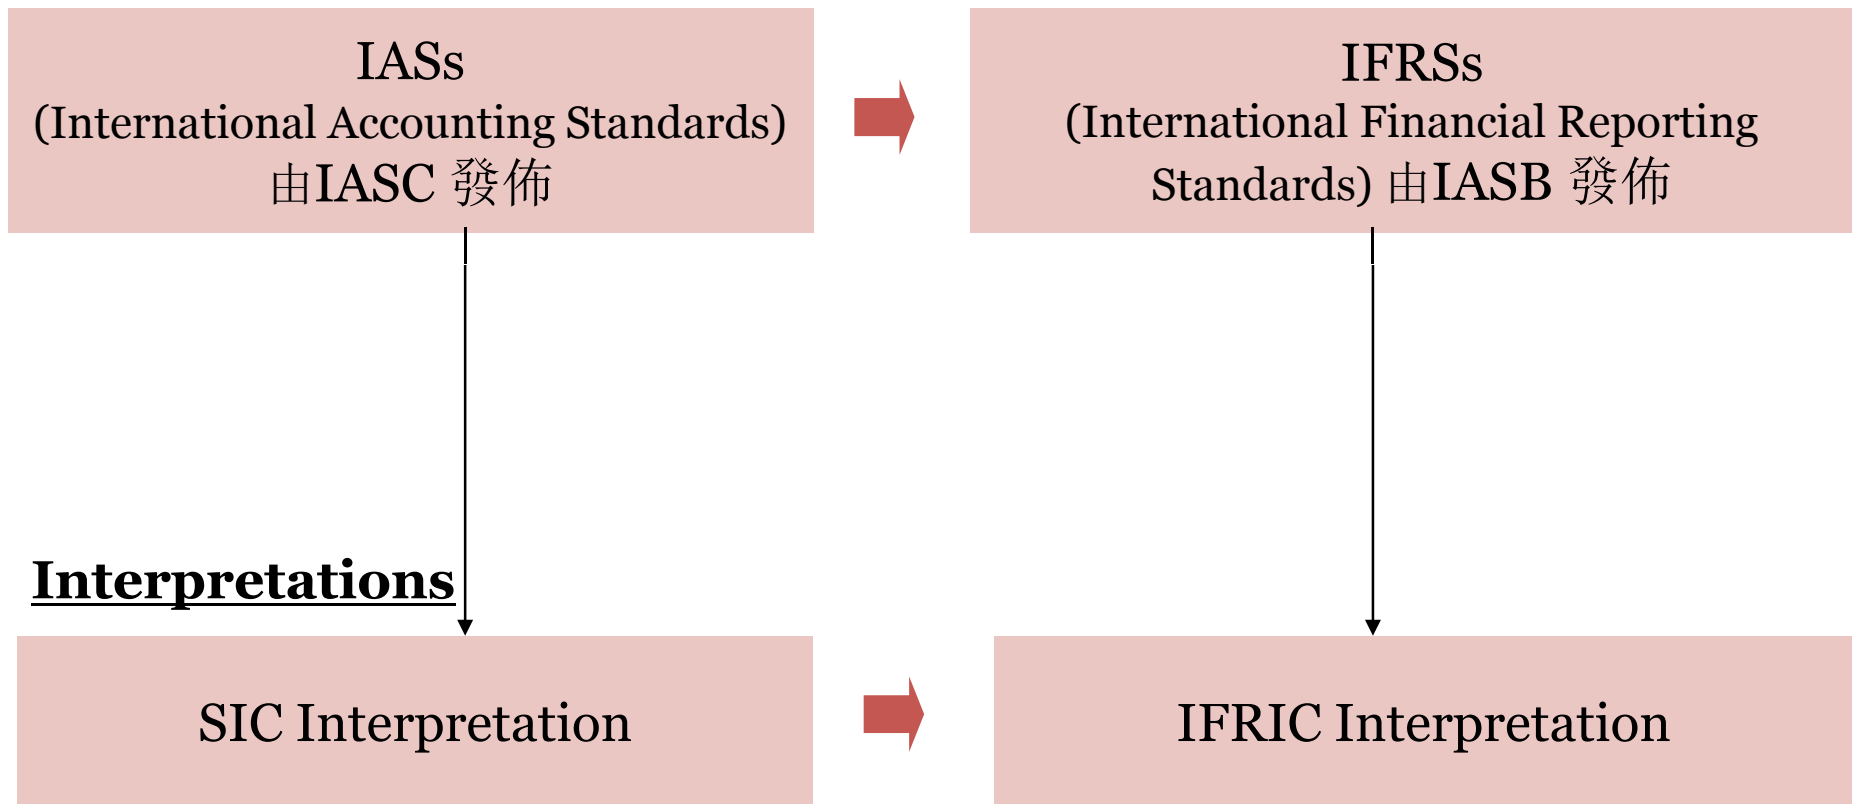 IASs
(International Accounting Standards)
由IASC 發佈
IFRSs
(International Financial Reporting
Standards) 由IASB 發佈
Interpretations
SIC Interpretation
IFRIC Interpretation